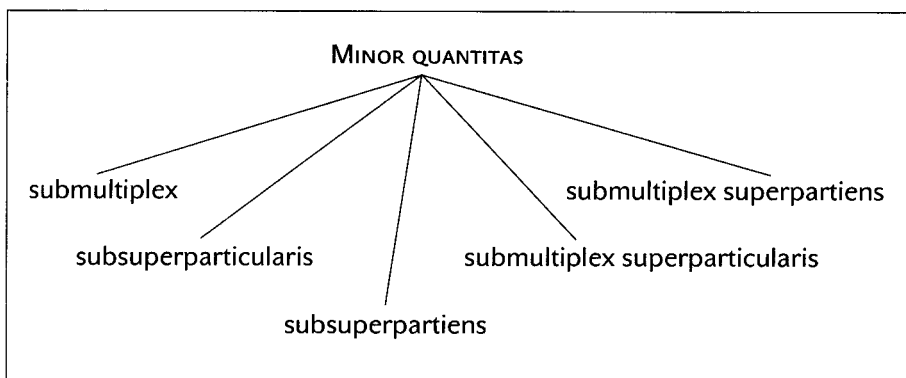 MINOR QUANTITAS
submultiplex
submultiplex superpartiens
subsuperparticularis
submultiplex superparticularis
subsuperpartiens